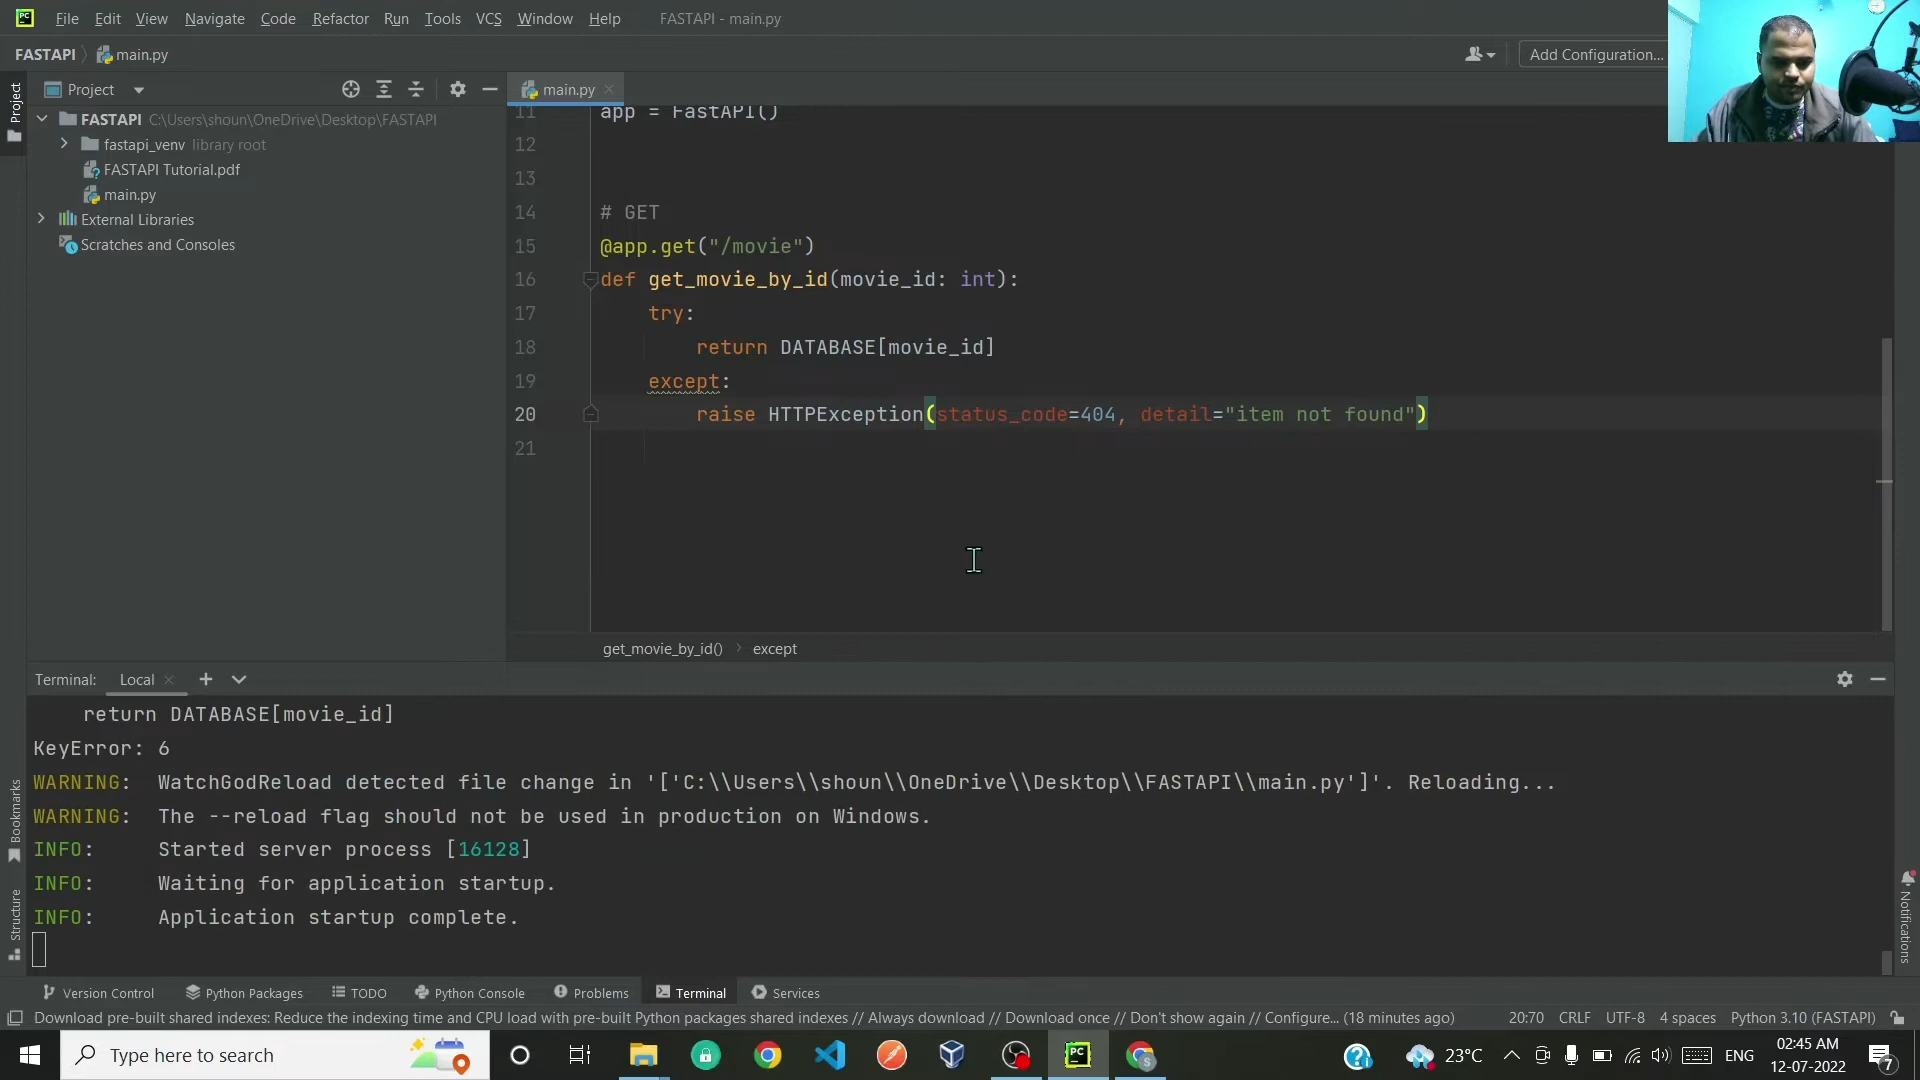 File Edit View Navigate Code Refactor Run Tools VCS Window Help FASTAPI - main.py
FASTAPI main.py Add Configuration...
Project
Project
main.py
FASTAPI C:\Users\shoun\OneDrive\Desktop\FASTAPI
fastapi_venv library root
FASTAPI Tutorial.pdf
main.py
External Libraries
Scratches and Consoles
11 app = FastAPI()
12
13
14 # GET
15 @app.get("/movie")
16 def get_movie_by_id(movie_id: int):
17 try:
18 return DATABASE[movie_id]
19 except:
20 raise HTTPException(status_code=404, detail="item not found")
21
get_movie_by_id() except
Terminal: Local
return DATABASE[movie_id]
KeyError: 6
WARNING: WatchGodReload detected file change in '['C:\\Users\\shoun\\OneDrive\\Desktop\\FASTAPI\\main.py']'. Reloading...
WARNING: The --reload flag should not be used in production on Windows.
INFO: Started server process [16128]
INFO: Waiting for application startup.
INFO: Application startup complete.
Bookmarks
Structure
Notifications
Version Control Python Packages TODO Python Console Problems Terminal Services
Download pre-built shared indexes: Reduce the indexing time and CPU load with pre-built Python packages shared indexes // Always download // Download once // Don't show again // Configure... (18 minutes ago) 20:70 CRLF UTF-8 4 spaces Python 3.10 (FASTAPI)
Type here to search
PC
23°C
ENG
02:45 AM
12-07-2022
7